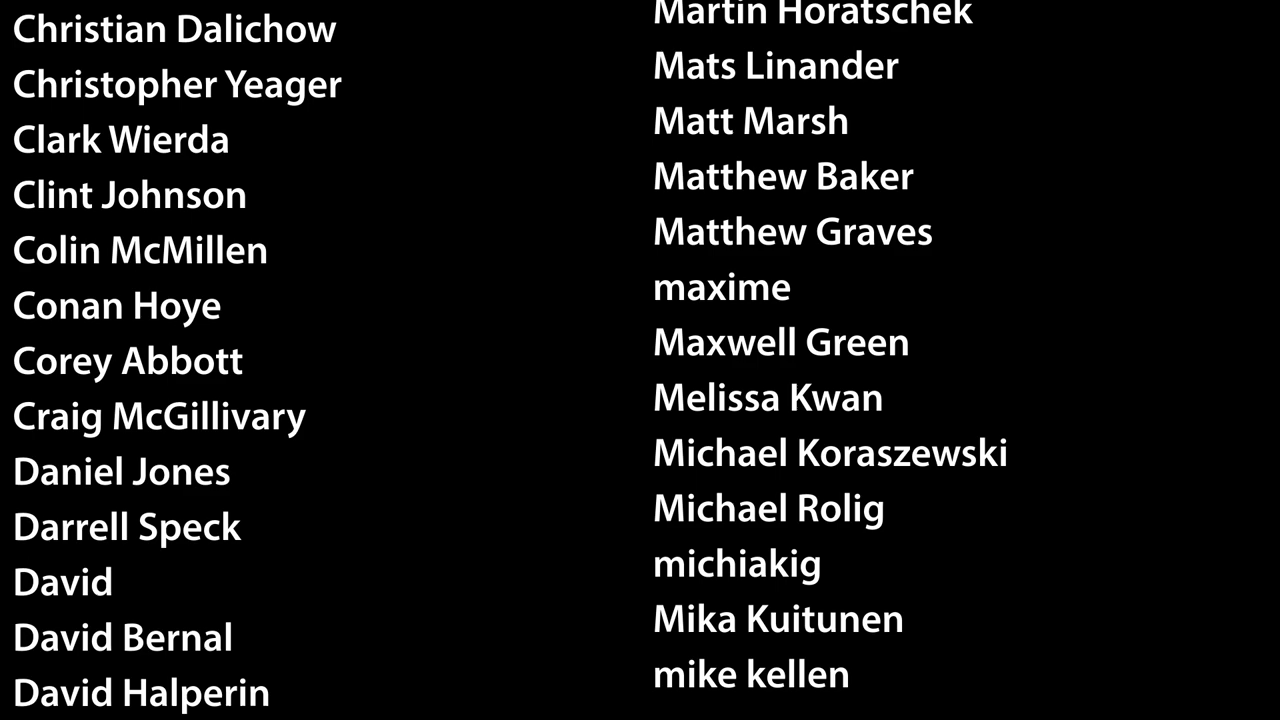 Christian Dalichow
Christopher Yeager
Clark Wierda
Clint Johnson
Colin McMillen
Conan Hoye
Corey Abbott
Craig McGillivary
Daniel Jones
Darrell Speck
David
David Bernal
David Halperin
Martin Horatschek
Mats Linander
Matt Marsh
Matthew Baker
Matthew Graves
maxime
Maxwell Green
Melissa Kwan
Michael Koraszewski
Michael Rolig
michiakig
Mika Kuitunen
mike kellen